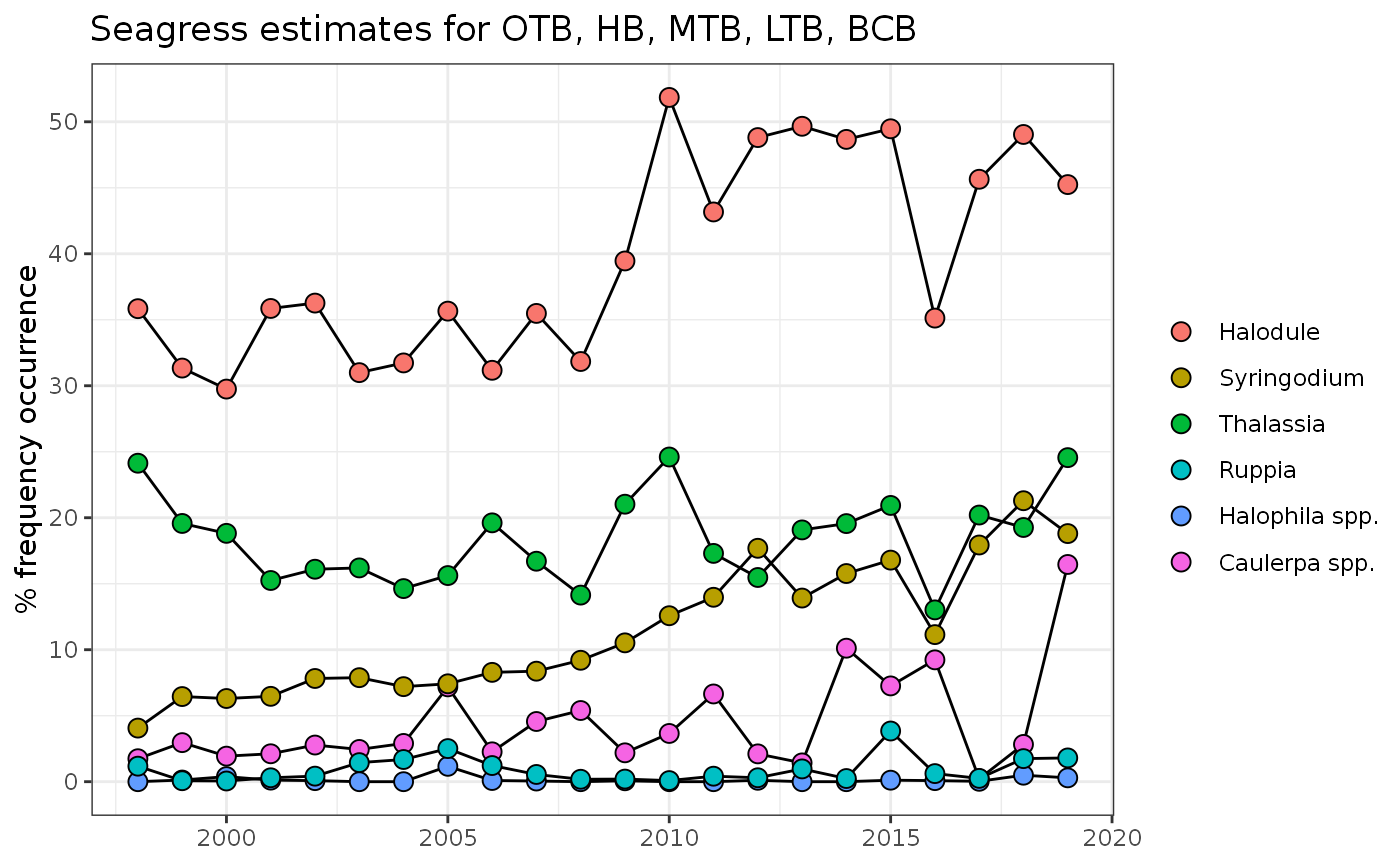 Seagress estimates for OTB, HB, MTB, LTB, BCB
% frequency occurrence
50
40
30
20
10
0
2000
2005
2010
2015
2020
Halodule
Syringodium
Thalassia
Ruppia
Halophila spp.
Caulerpa spp.